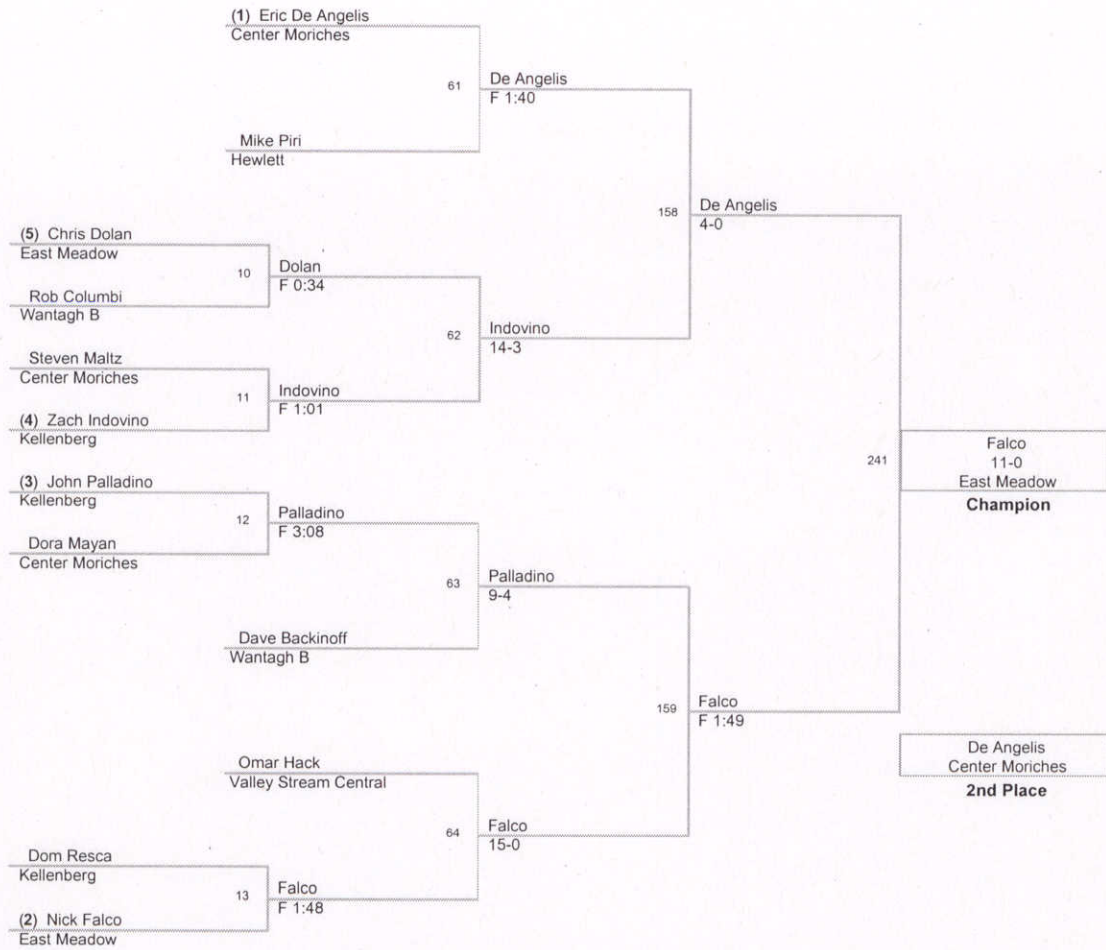 (1) Eric De Angelis
Center Moriches
61
De Angelis
F 1:40
Mike Piri
Hewlett
158
De Angelis
4-0
(5) Chris Dolan
East Meadow
10
Dolan
F 0:34
Rob Columbi
Wantagh B
62
Indovino
14-3
Steven Maltz
Center Moriches
11
Indovino
F 1:01
(4) Zach Indovino
Kellenberg
241
Falco
11-0
East Meadow
Champion
(3) John Palladino
Kellenberg
12
Palladino
F 3:08
Dora Mayan
Center Moriches
63
Palladino
9-4
Dave Backinoff
Wantagh B
159
Falco
F 1:49
Omar Hack
Valley Stream Central
De Angelis
Center Moriches
2nd Place
64
Falco
15-0
Dom Resca
Kellenberg
13
Falco
F 1:48
(2) Nick Falco
East Meadow